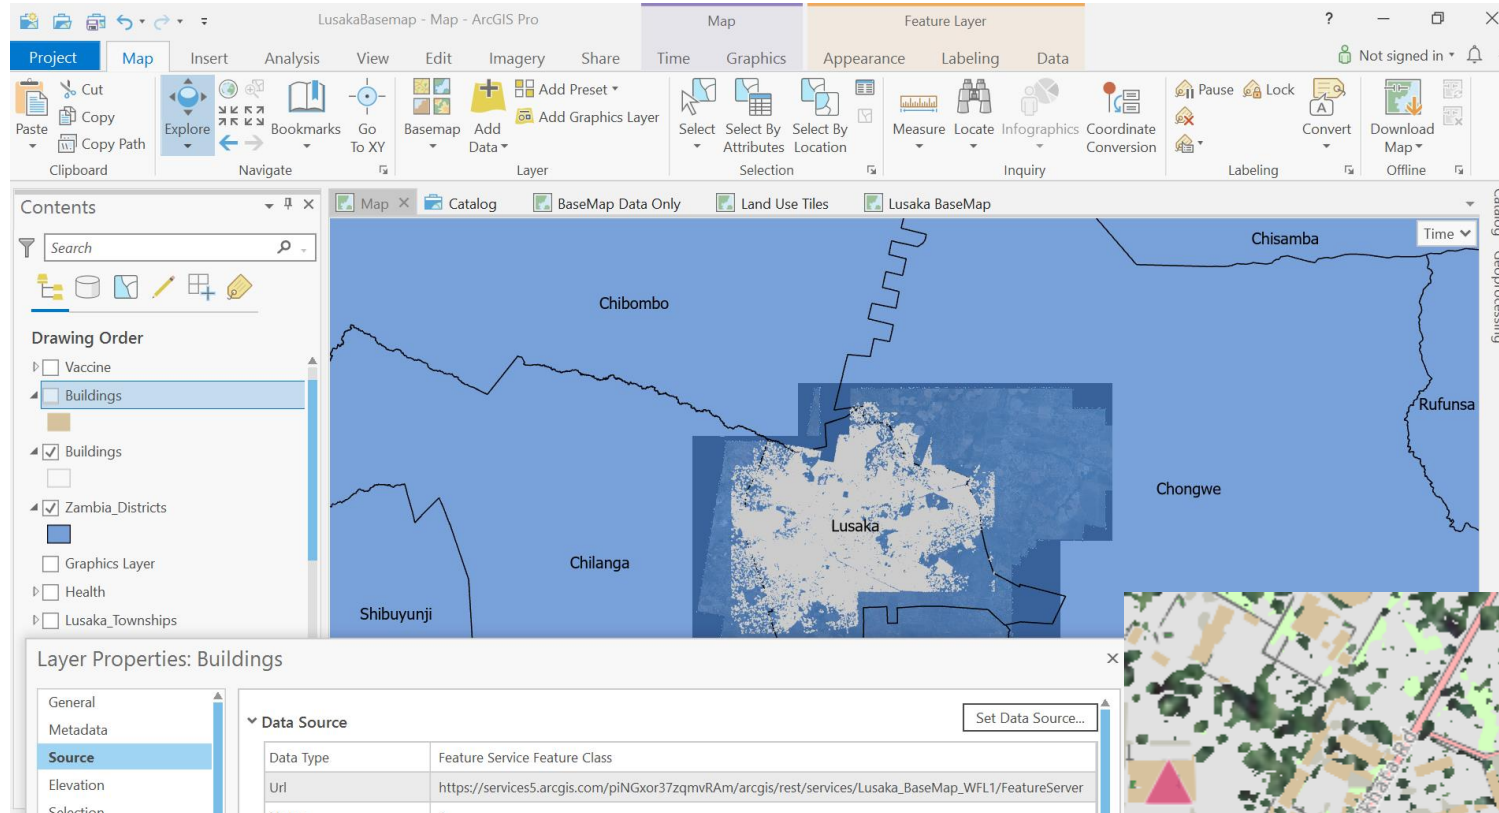 LusakaBasemap - Map - ArcGIS Pro
Map
Feature Layer
?
Project
Map
Insert
Analysis
View
Edit
Imagery
Share
Time
Graphics
Appearance
Labeling
Data
Not signed in
Paste
Cut
Copy
Copy Path
Clipboard
Explore
Bookmarks
Go
To XY
Navigate
Basemap
Add
Data
Add Preset
Add Graphics Layer
Layer
Select
Select By
Attributes
Select By
Location
Selection
Measure
Locate
Infographics
Coordinate
Conversion
Inquiry
Pause
Lock
A
Convert
Labeling
Download
Map
Offline
Contents
Search
Drawing Order
Vaccine
Buildings
Buildings
Zambia_Districts
Graphics Layer
Health
Lusaka_Townships
Map
Catalog
BaseMap Data Only
Land Use Tiles
Lusaka BaseMap
Time
Catalog
Geoprocessing
Chisamba
Chibombo
Rufunsa
Chongwe
Lusaka
Chilanga
Shibuyunji
Layer Properties: Buildings
General
Metadata
Source
Elevation
Selection
Data Source
Set Data Source...
Data Type
Feature Service Feature Class
Url
https://services5.arcgis.com/piNGxor37zqmvRAm/arcgis/rest/services/Lusaka_BaseMap_WFL1/FeatureServer